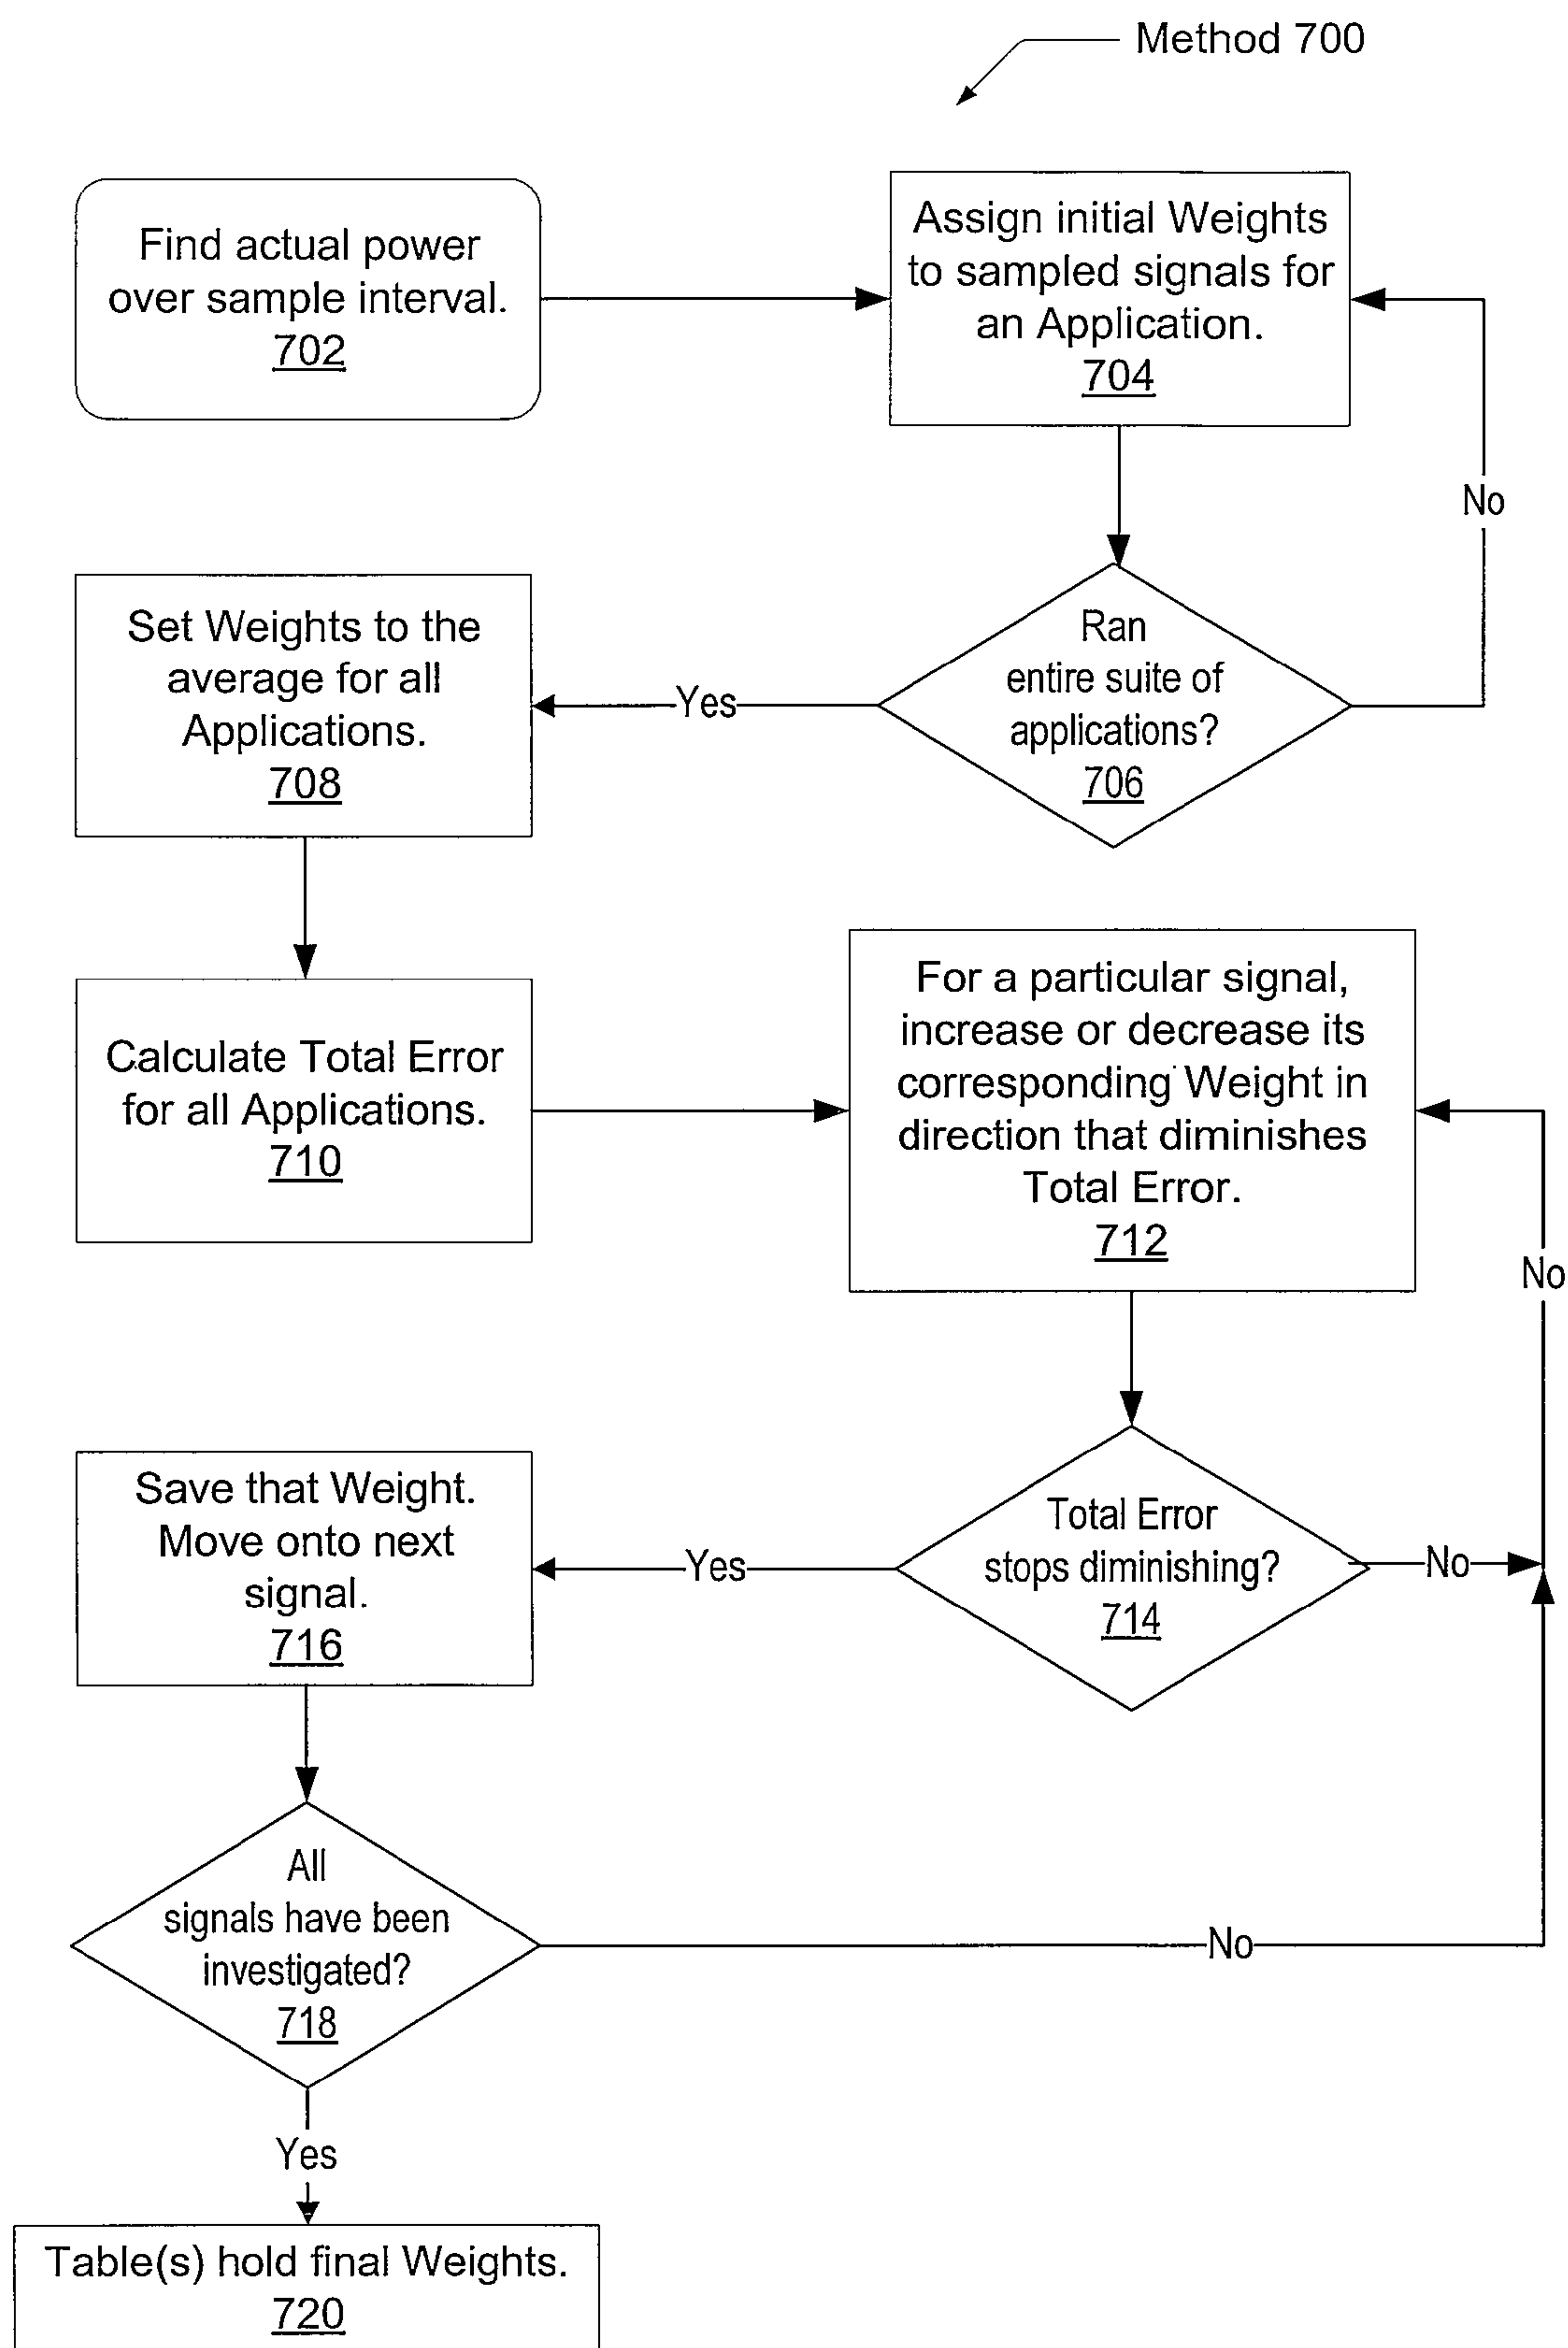 Method 700
Find actual power
over sample interval.
702
Assign initial Weights
to sampled signals for
an Application.
704
No
Ran
entire suite of
applications?
706
Yes
Set Weights to the
average for all
Applications.
708
Calculate Total Error
for all Applications.
710
For a particular signal,
increase or decrease its
corresponding Weight in
direction that diminishes
Total Error.
712
No
Total Error
stops diminishing?
714
No
Yes
Save that Weight.
Move onto next
signal.
716
All
signals have been
investigated?
718
No
Yes
Table(s) hold final Weights.
720